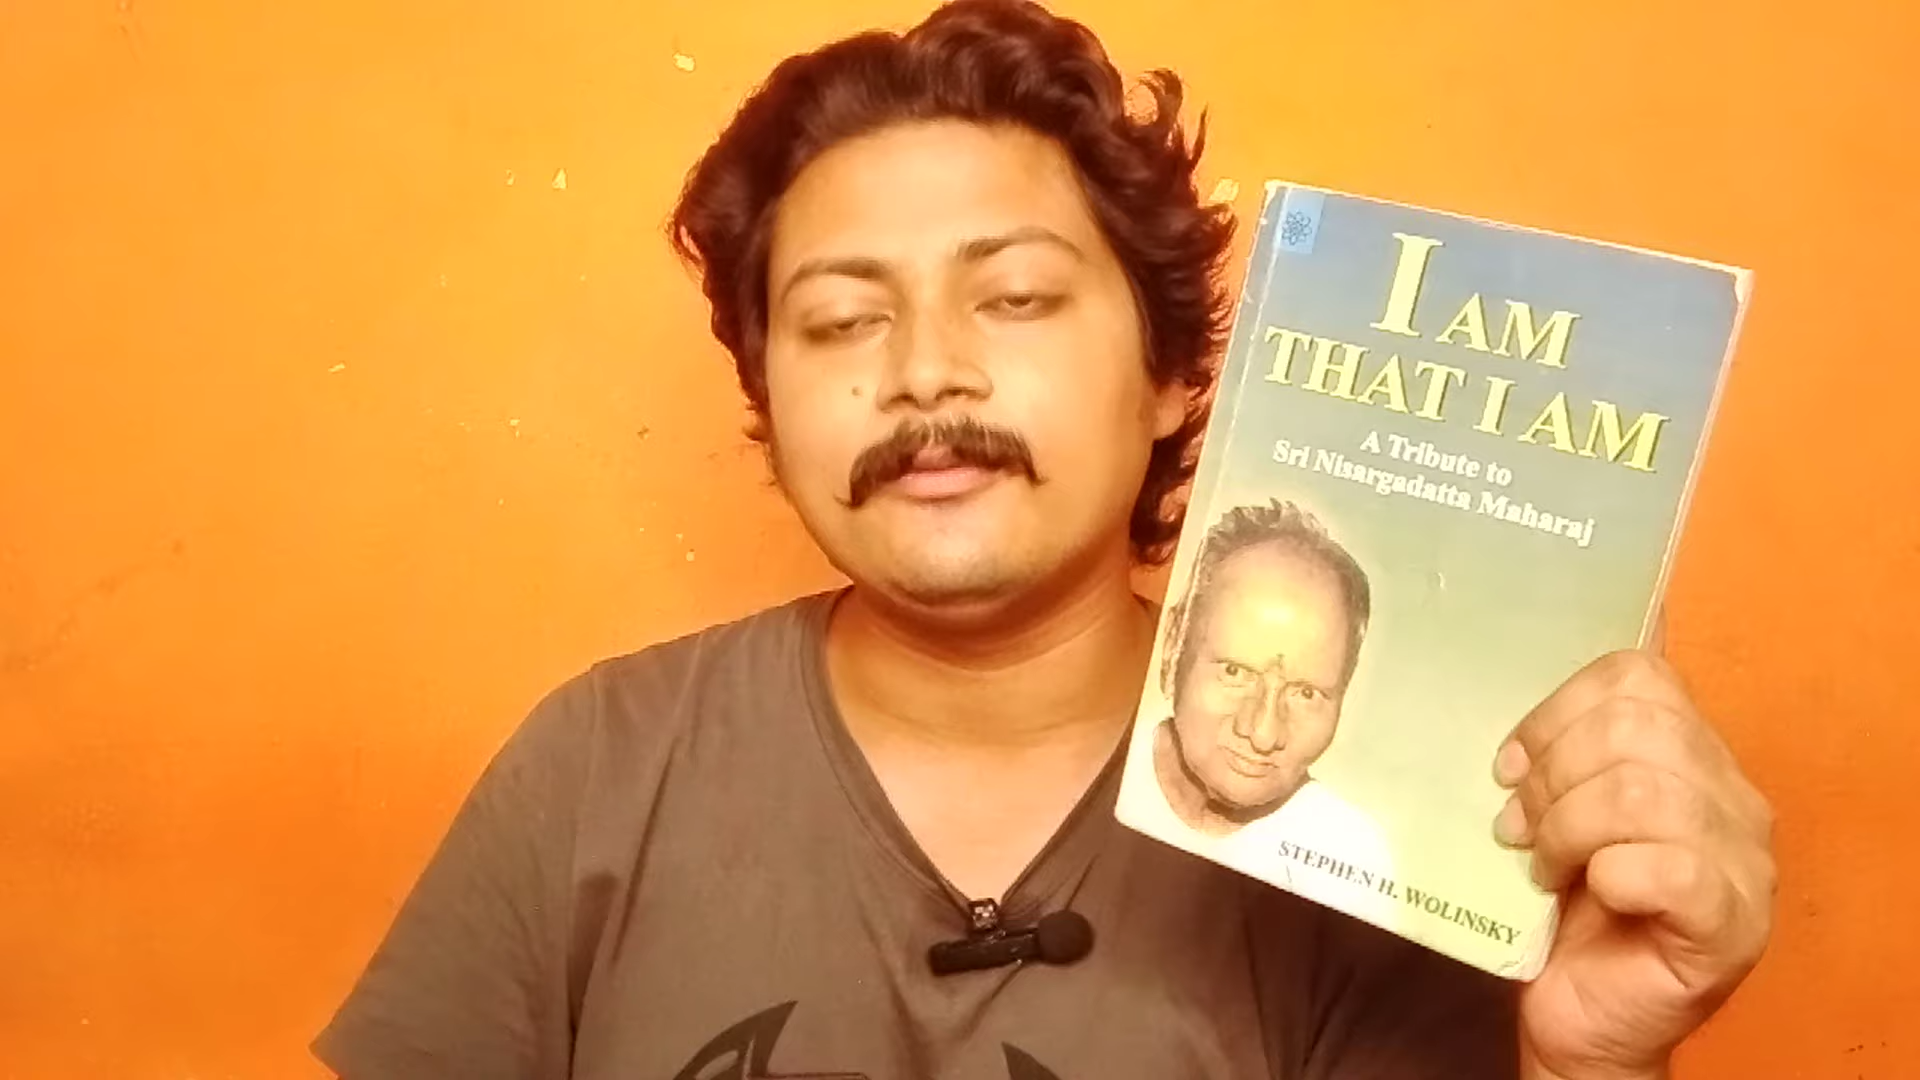 I AM
THAT I AM
A Tribute to
Sri Nisargadatta Maharaj
STEPHEN H. WOLINSKY